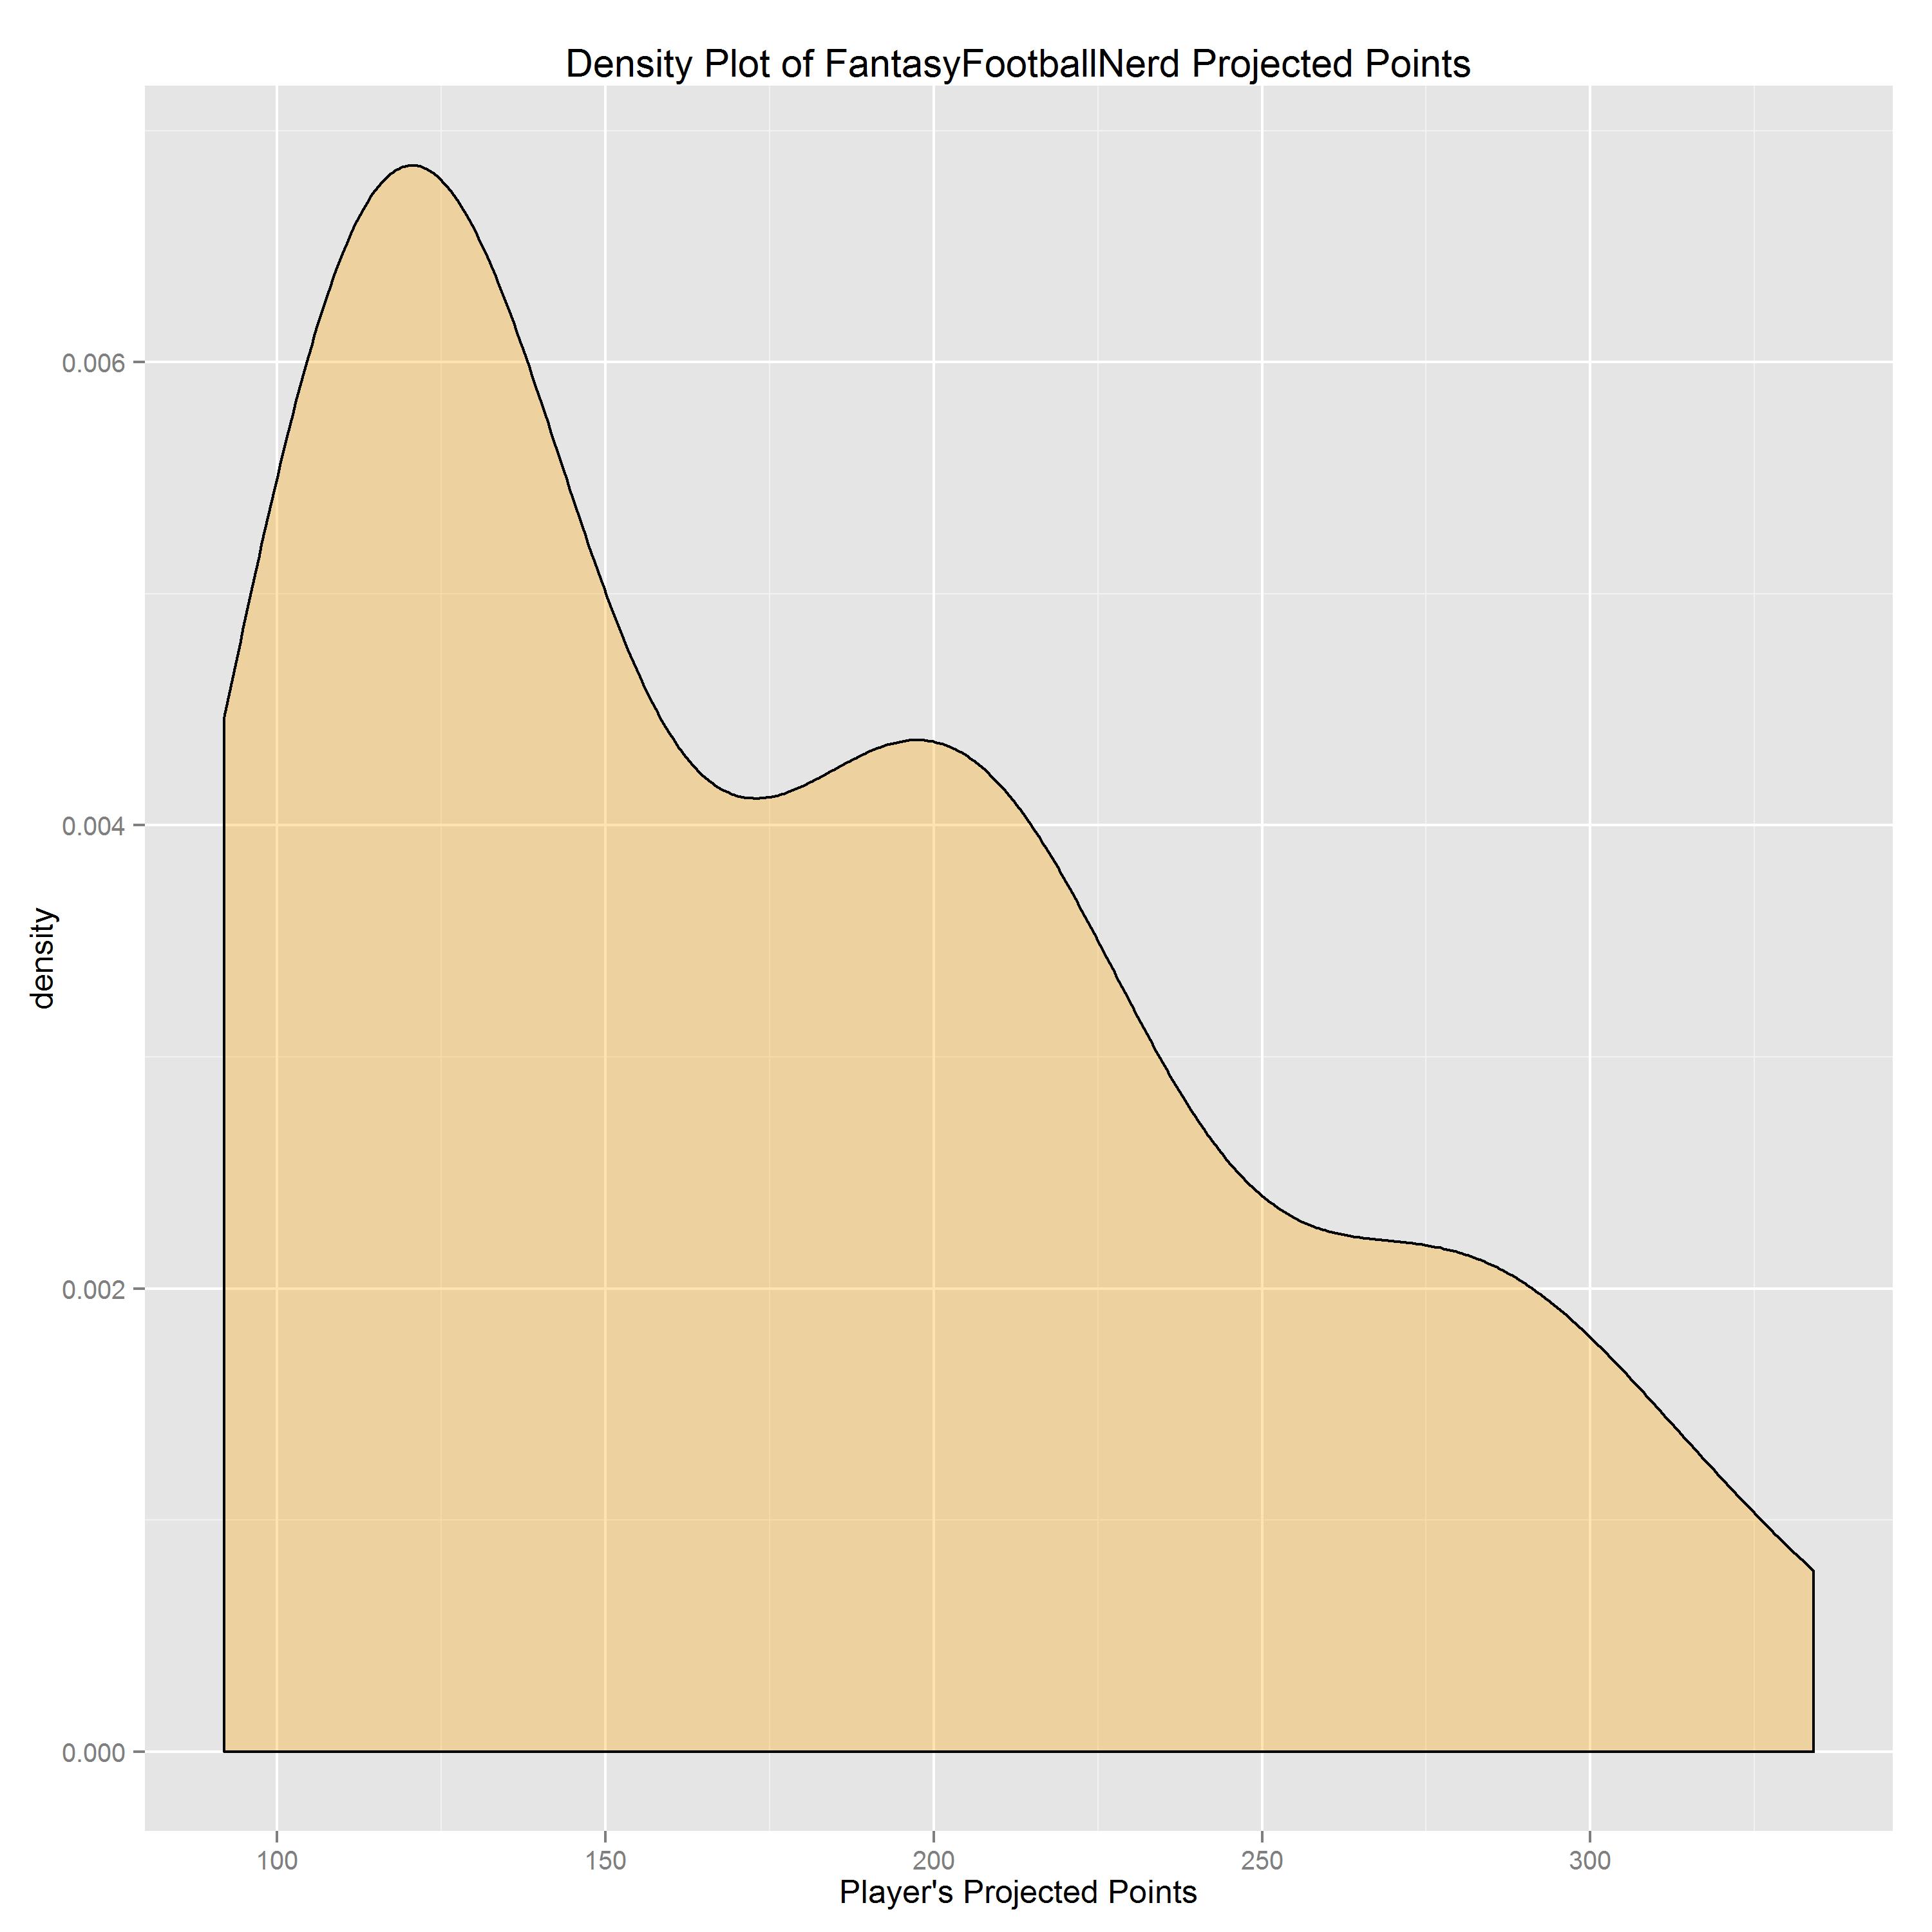 Density Plot of FantasyFootballNerd Projected Points
0.006
0.004
0.002
0.000
density
100 150 200 250 300
Player's Projected Points